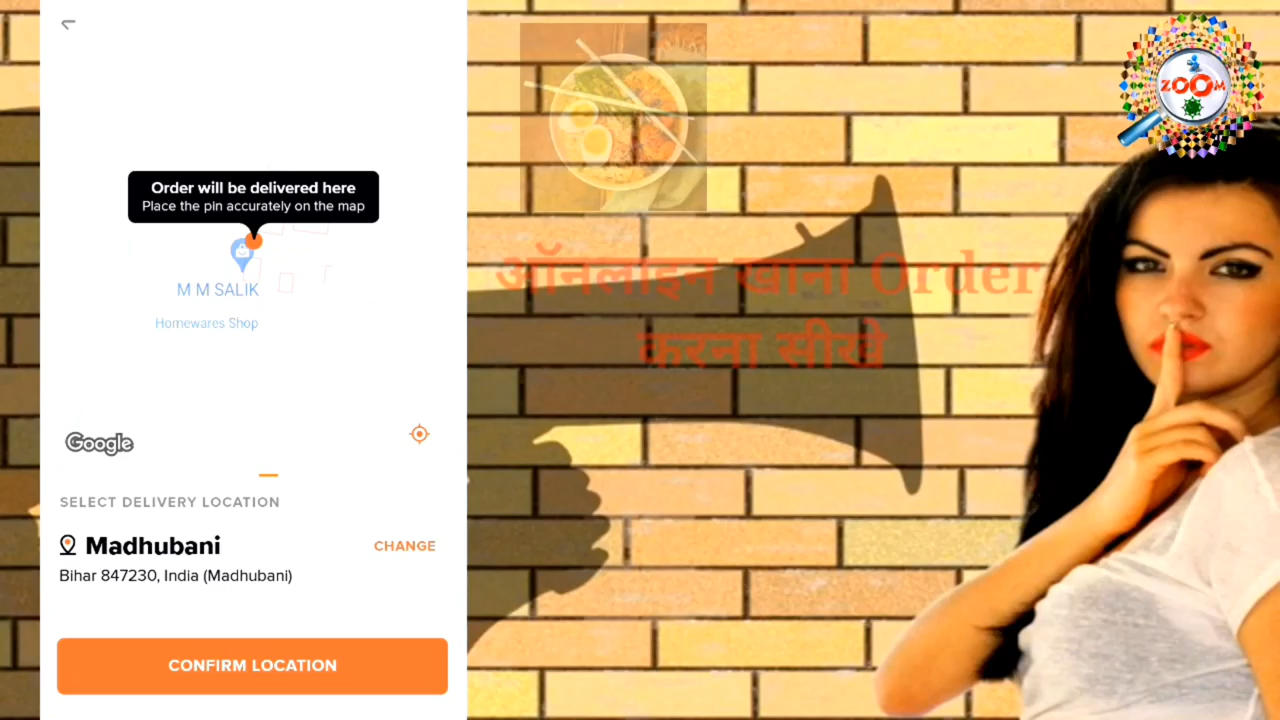 Order will be delivered here
Place the pin accurately on the map
M M SALIK
Homewares Shop
Google
SELECT DELIVERY LOCATION
Madhubani
CHANGE
Bihar 847230, India (Madhubani)
CONFIRM LOCATION
ऑनलाइन खाना Order
करना सीखे
ZOOM